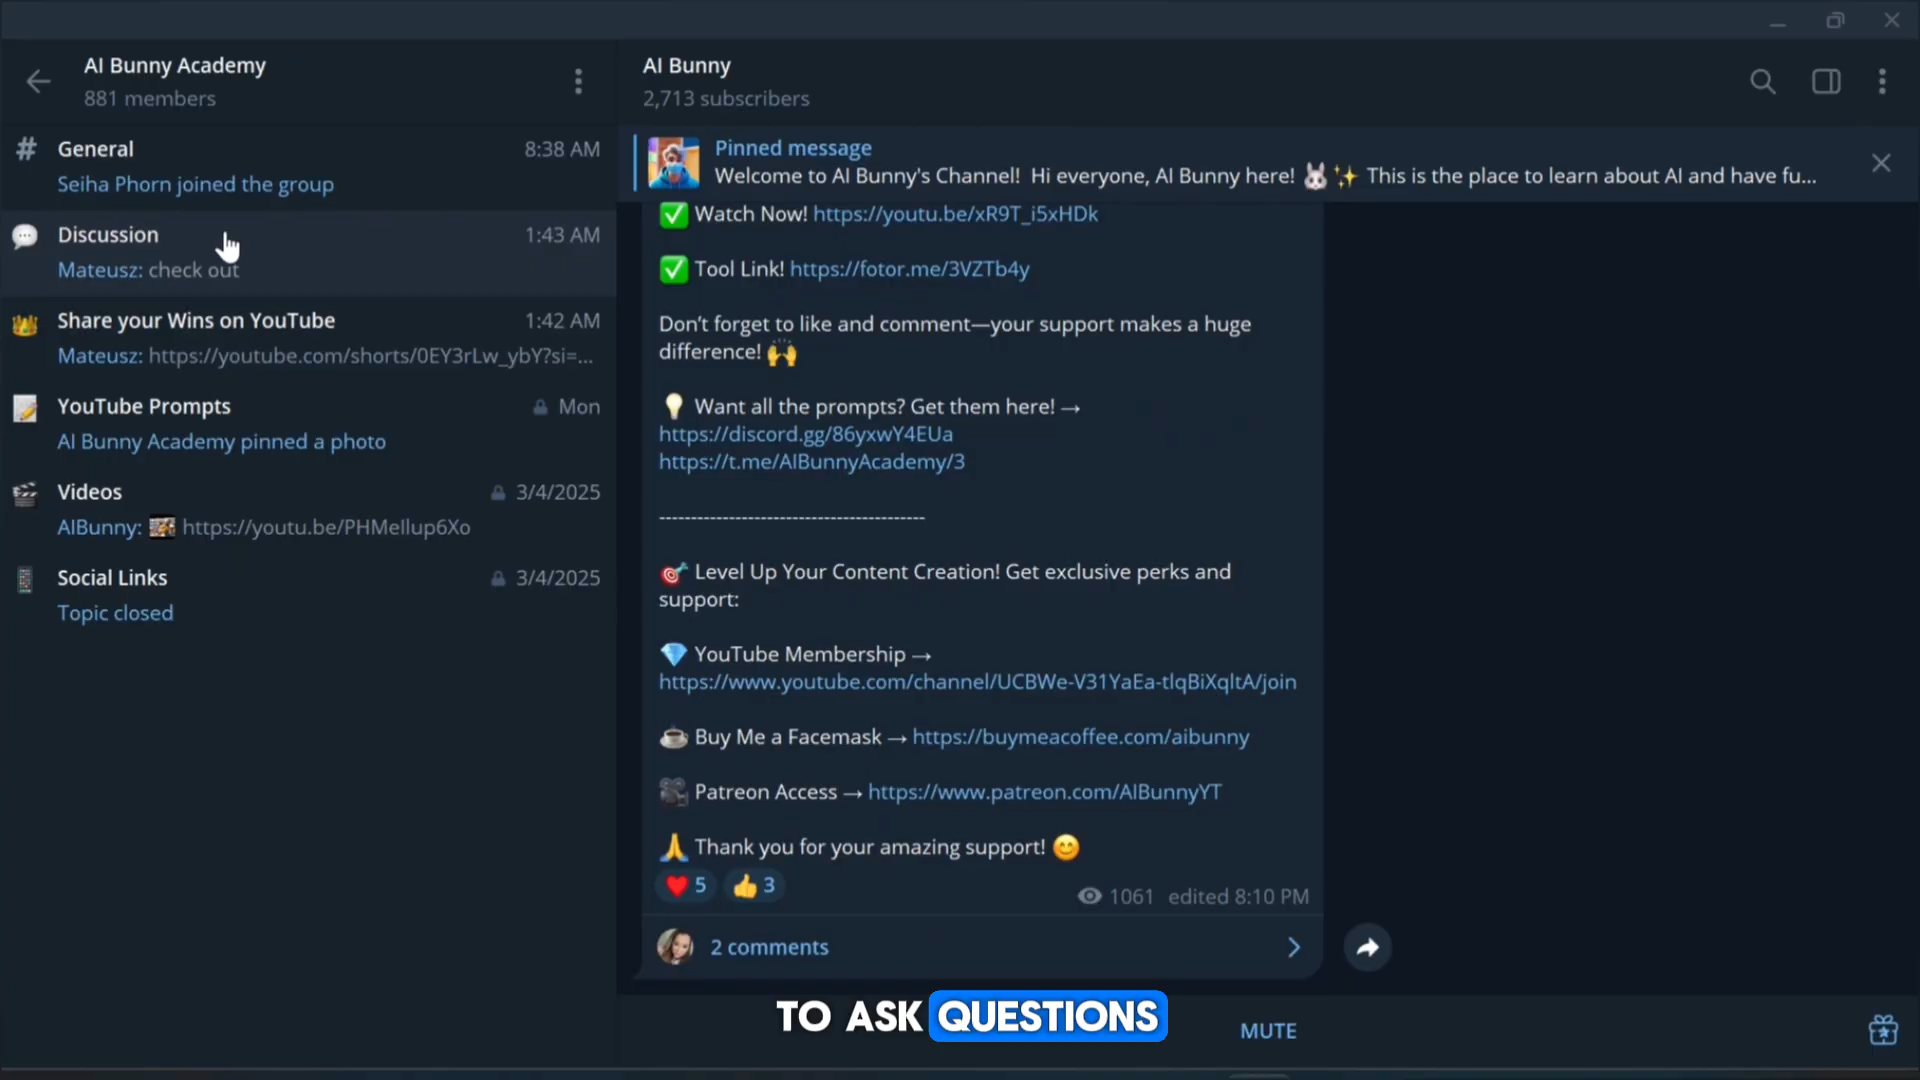 AI Bunny Academy
881 members
# General 8:38 AM
Seiha Phorn joined the group
Discussion 1:43 AM
Mateusz: check out
Share your Wins on YouTube 1:42 AM
Mateusz: https://youtube.com/shorts/0EY3rLw_ybY?si=...
YouTube Prompts Mon
AI Bunny Academy pinned a photo
Videos 3/4/2025
AIBunny: https://youtu.be/PHMeIlup6Xo
Social Links 3/4/2025
Topic closed
AI Bunny
2,713 subscribers
Pinned message
Welcome to AI Bunny's Channel! Hi everyone, AI Bunny here! 🐰✨ This is the place to learn about AI and have fu...
✅ Watch Now! https://youtu.be/xR9T_i5xHDk
✅ Tool Link! https://fotor.me/3VZTb4y
Don't forget to like and comment—your support makes a huge
difference! 🙌
💡 Want all the prompts? Get them here! →
https://discord.gg/86yxwY4EUa
https://t.me/AIBunnyAcademy/3
-----------------------------------------
🎯 Level Up Your Content Creation! Get exclusive perks and
support:
💎 YouTube Membership →
https://www.youtube.com/channel/UCBWe-V31YaEa-tlqBiXqltA/join
☕ Buy Me a Facemask → https://buymeacoffee.com/aibunny
🎥 Patreon Access → https://www.patreon.com/AIBunnyYT
🙏 Thank you for your amazing support! 😊
❤️ 5 👍 3
1061 edited 8:10 PM
2 comments
TO ASK QUESTIONS
MUTE